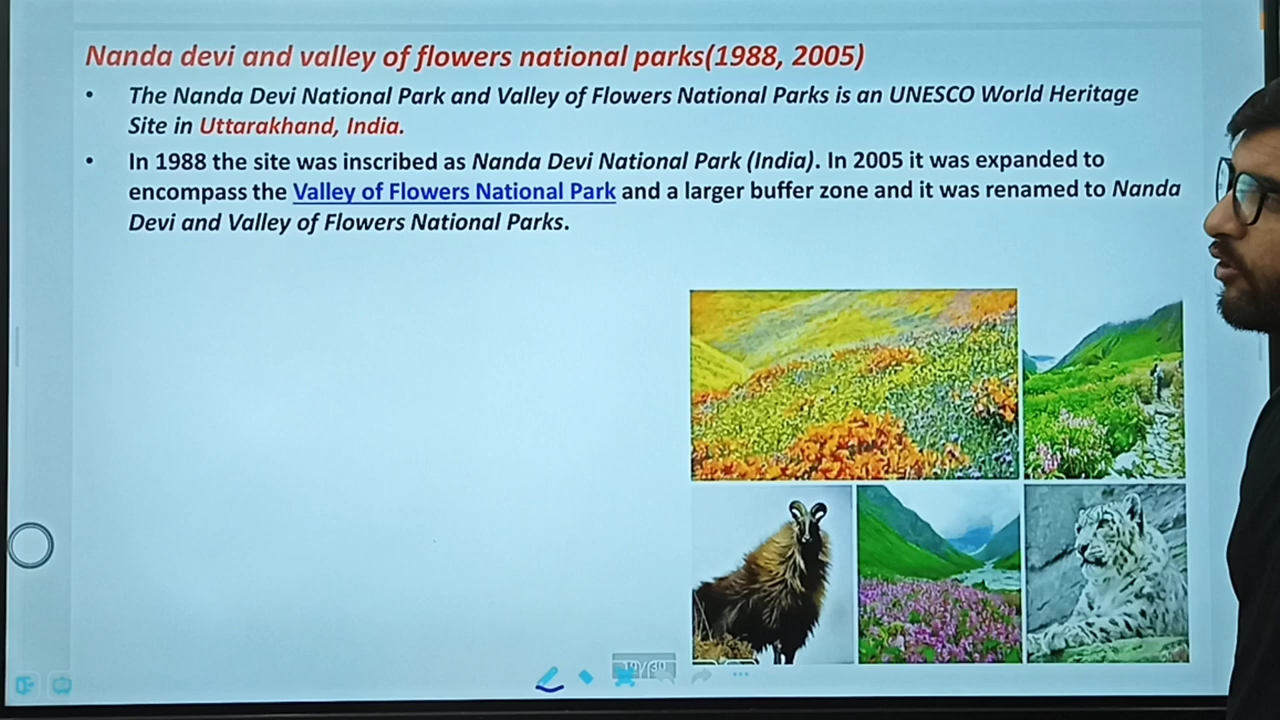 Nanda devi and valley of flowers national parks(1988, 2005)
• The Nanda Devi National Park and Valley of Flowers National Parks is an UNESCO World Heritage
Site in Uttarakhand, India.
• In 1988 the site was inscribed as Nanda Devi National Park (India). In 2005 it was expanded to
encompass the Valley of Flowers National Park and a larger buffer zone and it was renamed to Nanda
Devi and Valley of Flowers National Parks.